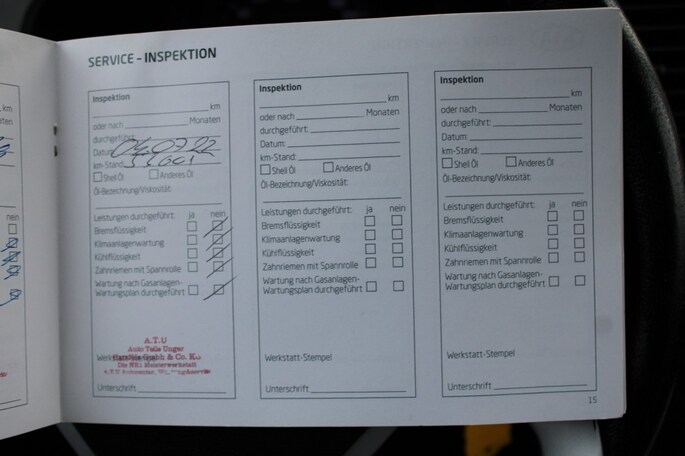 SERVICE – INSPEKTION
Inspektion
km
oder nach Monaten
durchgeführt:
Datum: 04.07.22
km-Stand:
Shell Öl Anderes Öl
Öl-Bezeichnung/Viskosität:
Leistungen durchgeführt: ja nein
Bremsflüssigkeit
Klimaanlagenwartung
Kühlflüssigkeit
Zahnriemen mit Spannrolle
Wartung nach Gasanlagen-
Wartungsplan durchgeführt
A.T.U
Auto Teile Unger
GmbH & Co. KG
Die Meisterwerkstatt
Unterschrift
Inspektion
km
oder nach Monaten
durchgeführt:
Datum:
km-Stand:
Shell Öl Anderes Öl
Öl-Bezeichnung/Viskosität:
Leistungen durchgeführt: ja nein
Bremsflüssigkeit
Klimaanlagenwartung
Kühlflüssigkeit
Zahnriemen mit Spannrolle
Wartung nach Gasanlagen-
Wartungsplan durchgeführt
Werkstatt-Stempel
Unterschrift
Inspektion
km
oder nach Monaten
durchgeführt:
Datum
km-Stand:
Shell Öl Anderes Öl
Öl-Bezeichnung/Viskosität:
Leistungen durchgeführt: ja nein
Bremsflüssigkeit
Klimaanlagenwartung
Kühlflüssigkeit
Zahnriemen mit Spannrolle
Wartung nach Gasanlagen-
Wartungsplan durchgeführt
Werkstatt-Stempel
Unterschrift
15
km
nein